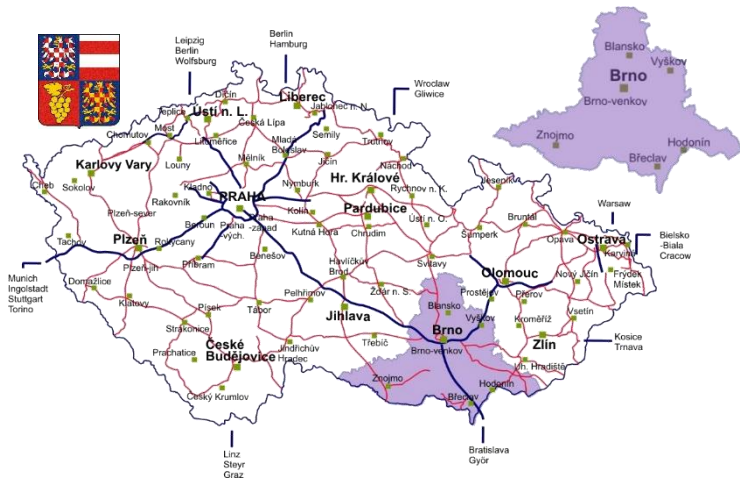 Leipzig
Berlin
Wolfsburg
Berlin
Hamburg
Wroclaw
Gliwice
Blansko
Vyškov
Brno
Brno-venkov
Znojmo
Hodonín
Břeclav
Děčín
Liberec
Teplice
Ústí n. L.
Jablonec n. N.
Most
Česká Lípa
Chomutov
Litoměřice
Mladá
Boleslav
Semily
Trutnov
Louny
Mělník
Jičín
Náchod
Karlovy Vary
Hr. Králové
Cheb
Sokolov
Kladno
Nymburk
Rychnov n. K.
Jeseník
Rakovník
PRAHA
Warsaw
Plzeň-sever
Kolín
Pardubice
Beroun
Praha
-vých.
Praha
-západ
Kutná Hora
Chrudim
Ústí n. O.
Šumperk
Bruntál
Opava
Ostrava
Karviná
Bielsko
-Biala
Cracow
Tachov
Plzeň
Rokycany
Plzeň-jih
Příbram
Benešov
Havlíčkův
Brod
Svitavy
Olomouc
Nový Jičín
Frýdek
Místek
Munich
Ingolstadt
Stuttgart
Torino
Domažlice
Klatovy
Písek
Tábor
Pelhřimov
Žďár n. S.
Prostějov
Přerov
Blansko
Jihlava
Vyškov
Kroměříž
Vsetín
Strakonice
Třebíč
Brno
Brno-venkov
Zlín
Kosice
Trnava
Prachatice
České
Budějovice
Jindřichův
Hradec
Uh. Hradiště
Znojmo
Hodonín
Český Krumlov
Břeclav
Linz
Steyr
Graz
Bratislava
Györ